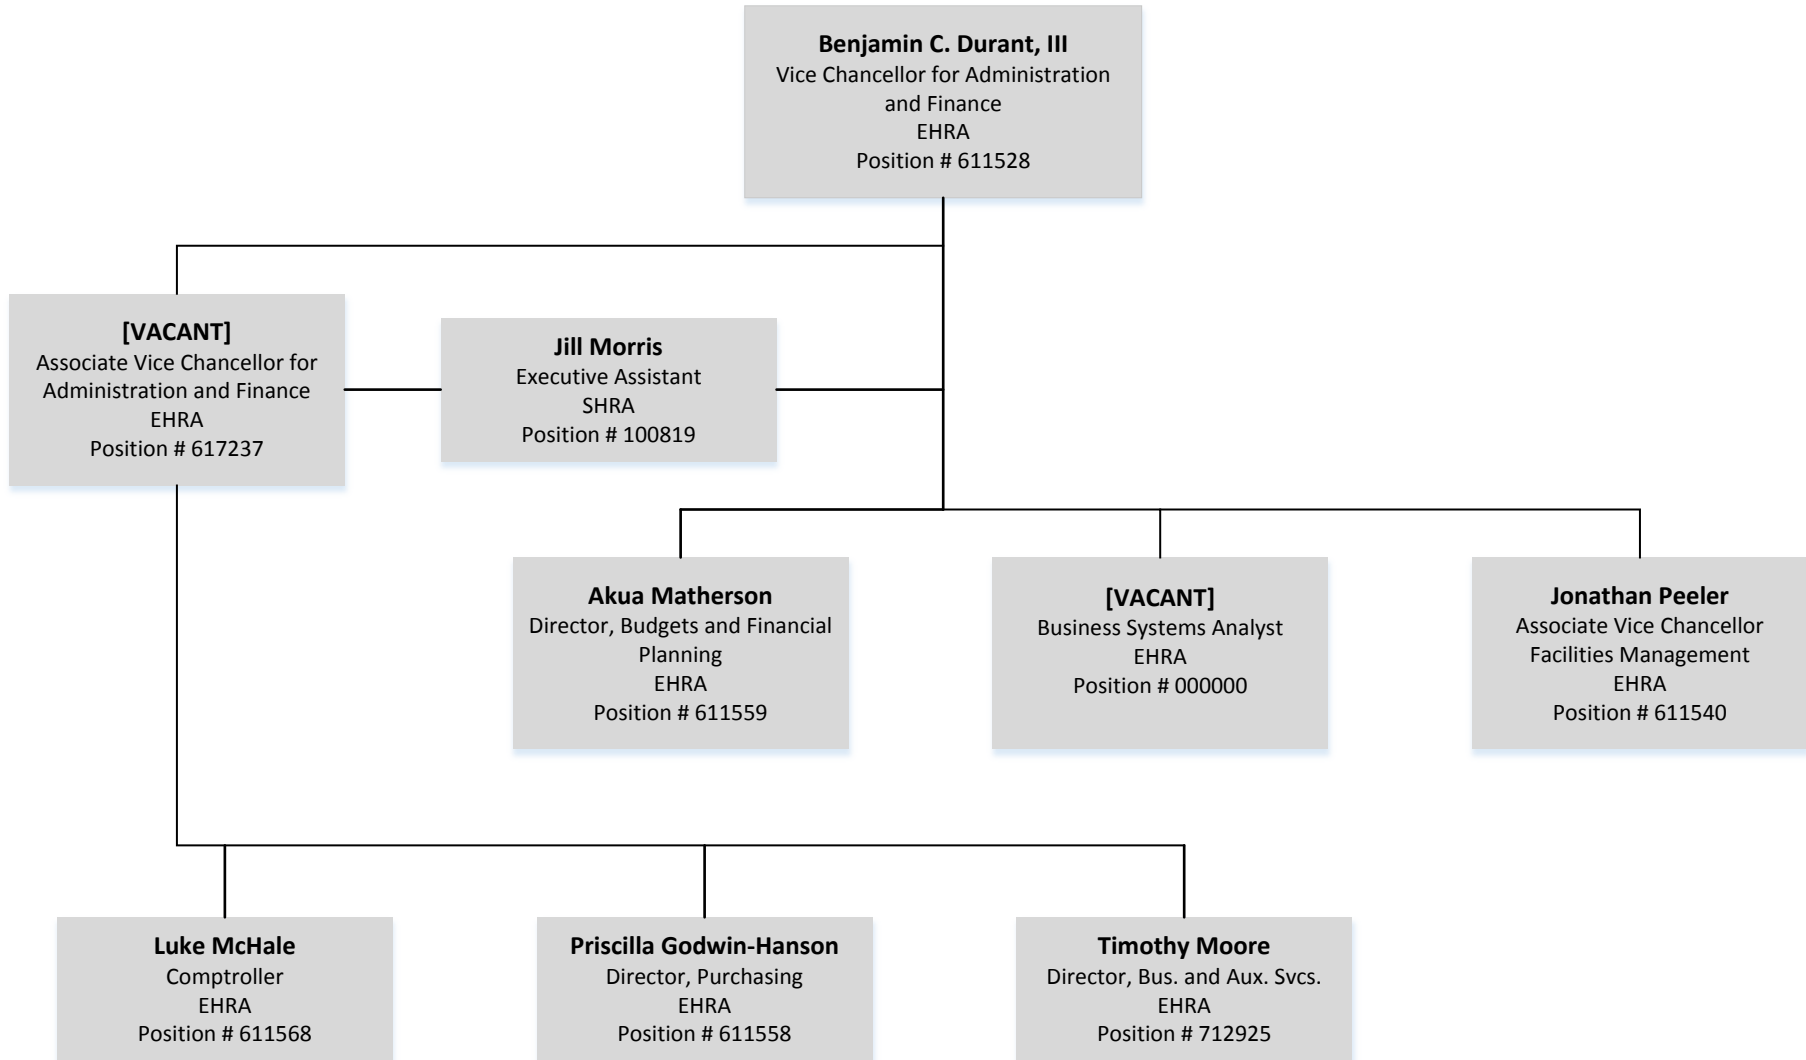 Benjamin C. Durant, III
Vice Chancellor for Administration
and Finance
EHRA
Position # 611528
[VACANT]
Associate Vice Chancellor for
Administration and Finance
EHRA
Position # 617237
Jill Morris
Executive Assistant
SHRA
Position # 100819
Akua Matherson
Director, Budgets and Financial
Planning
EHRA
Position # 611559
[VACANT]
Business Systems Analyst
EHRA
Position # 000000
Jonathan Peeler
Associate Vice Chancellor
Facilities Management
EHRA
Position # 611540
Luke McHale
Comptroller
EHRA
Position # 611568
Priscilla Godwin-Hanson
Director, Purchasing
EHRA
Position # 611558
Timothy Moore
Director, Bus. and Aux. Svcs.
EHRA
Position # 712925